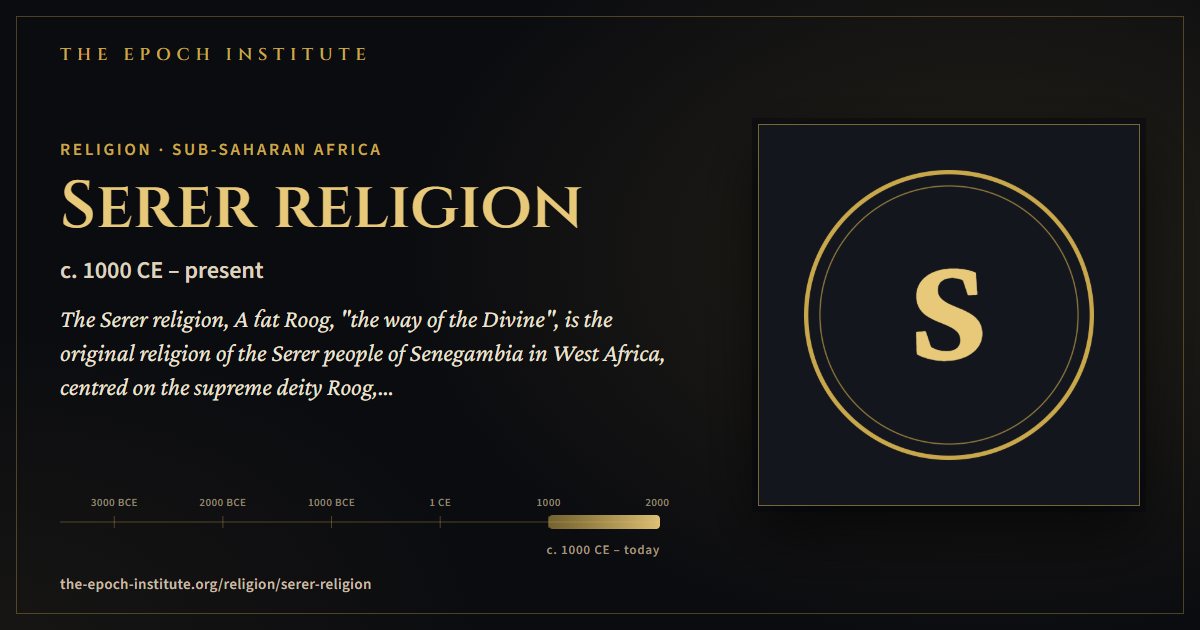 THE EPOCH INSTITUTE
RELIGION · SUB-SAHARAN AFRICA
SERER RELIGION
c. 1000 CE – present
The Serer religion, A fat Roog, "the way of the Divine", is the
original religion of the Serer people of Senegambia in West Africa,
centred on the supreme deity Roog,...
S
3000 BCE 2000 BCE 1000 BCE 1 CE 1000 2000
c. 1000 CE – today
the-epoch-institute.org/religion/serer-religion